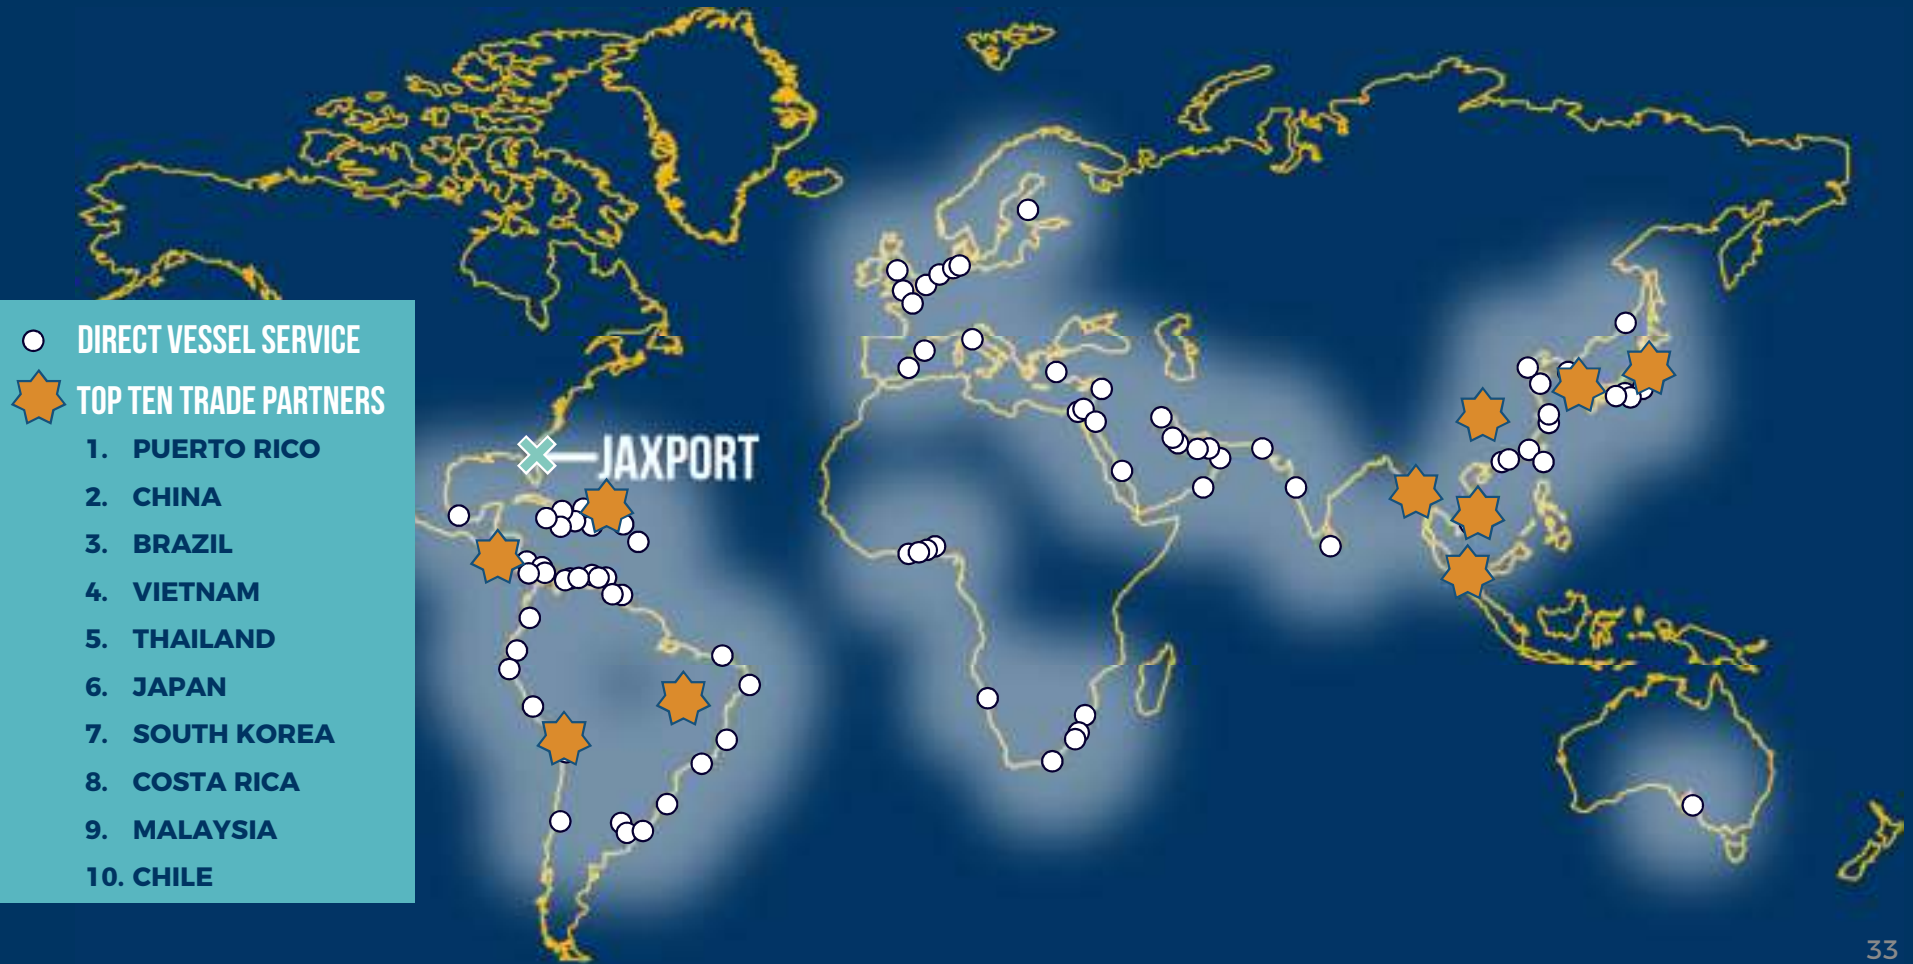 DIRECT VESSEL SERVICE
TOP TEN TRADE PARTNERS
1. PUERTO RICO
2. CHINA
3. BRAZIL
4. VIETNAM
5. THAILAND
6. JAPAN
7. SOUTH KOREA
8. COSTA RICA
9. MALAYSIA
10. CHILE
JAXPORT
33